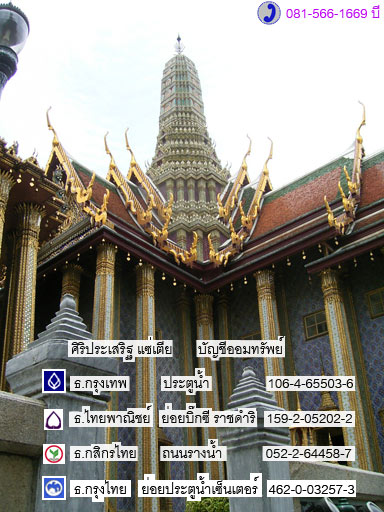 081-566-1669 บี
ศิริประเสริฐ แซ่เตีย บัญชีออมทรัพย์
ธ.กรุงเทพ ประตูน้ำ 106-4-65503-6
ธ.ไทยพาณิชย์ ย่อยบิ๊กซี ราชดำริ 159-2-05202-2
ธ.กสิกรไทย ถนนรางน้ำ 052-2-64458-7
ธ.กรุงไทย ย่อยประตูน้ำเซ็นเตอร์ 462-0-03257-3